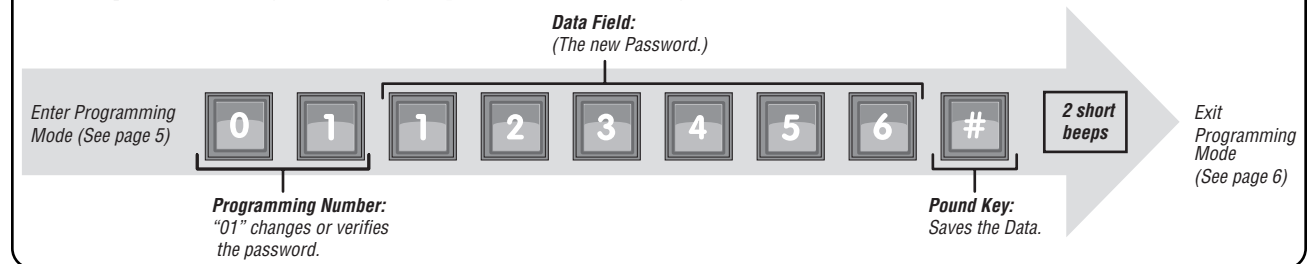 Data Field:
(The new Password.)
Enter Programming
Mode (See page 5)
0 1 1 2 3 4 5 6 #
2 short
beeps
Exit
Programming
Mode
(See page 6)
Programming Number:
“01” changes or verifies
the password.
Pound Key:
Saves the Data.